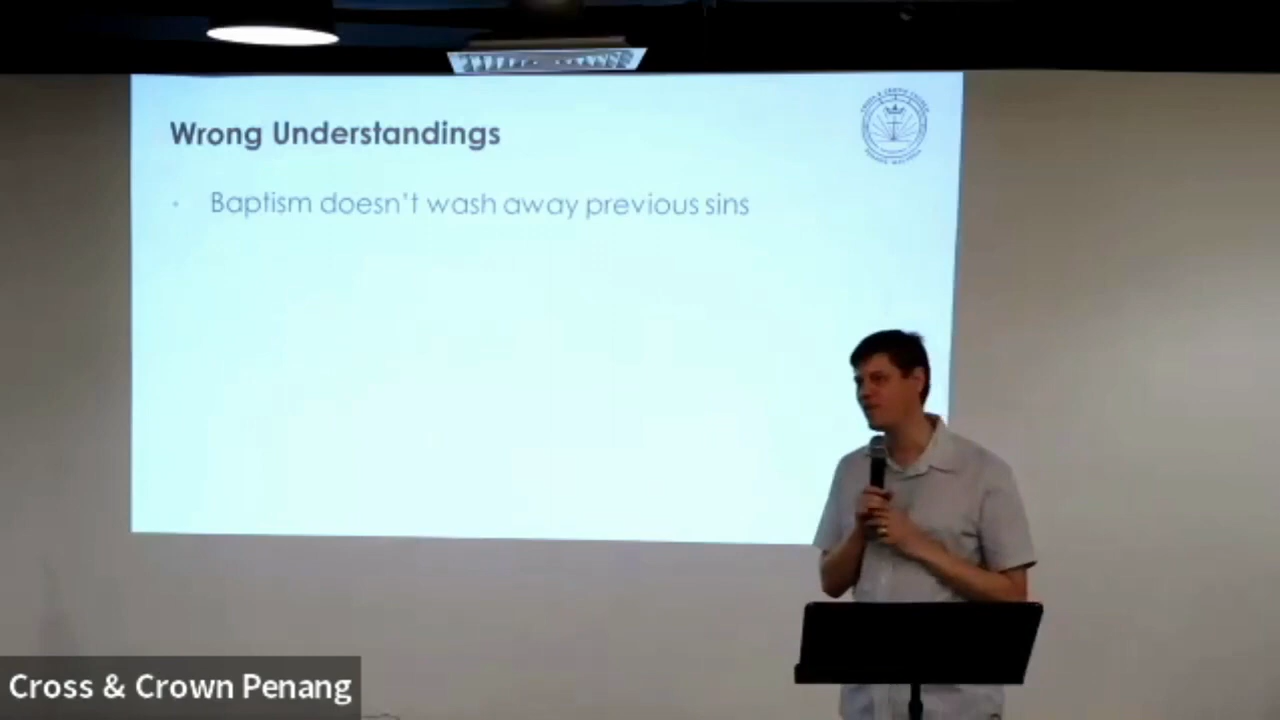 Wrong Understandings
• Baptism doesn't wash away previous sins
Cross & Crown Penang